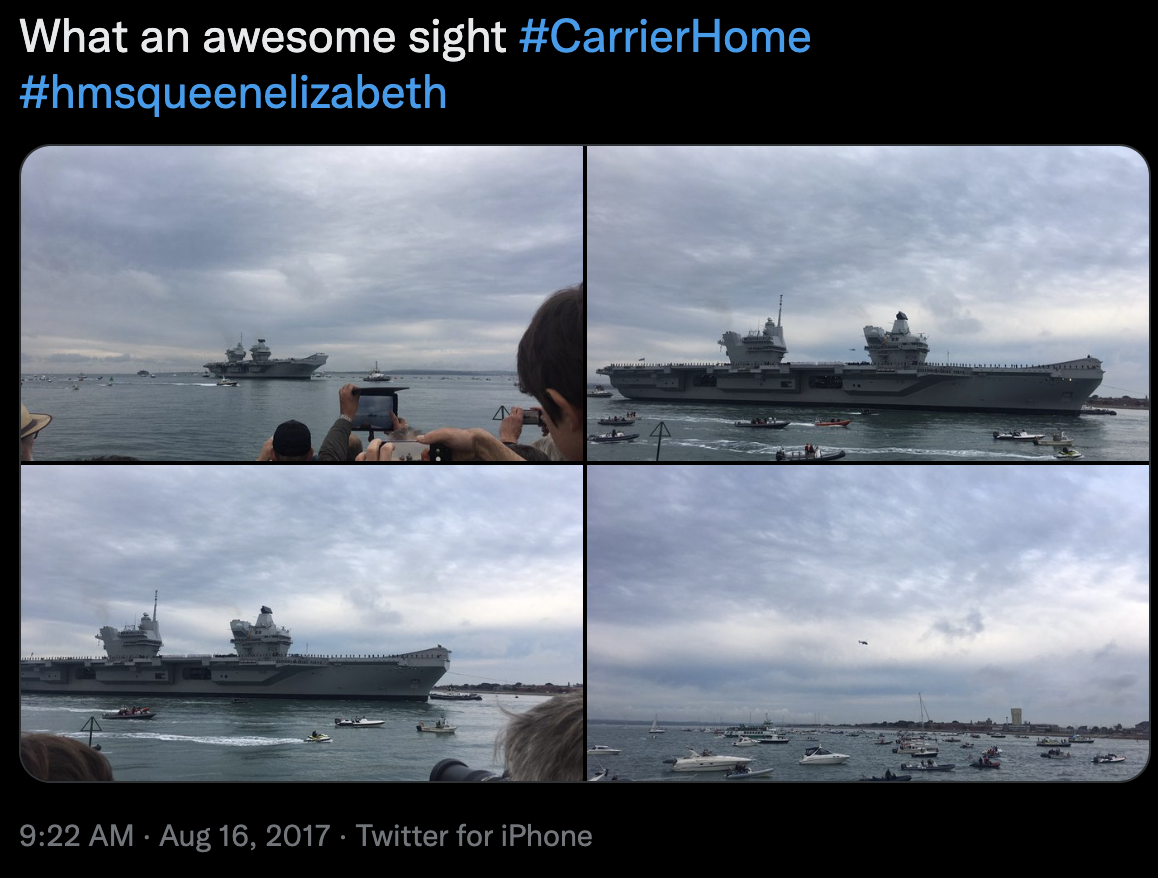 What an awesome sight #CarrierHome
#hmsqueenelizabeth
9:22 AM · Aug 16, 2017 · Twitter for iPhone